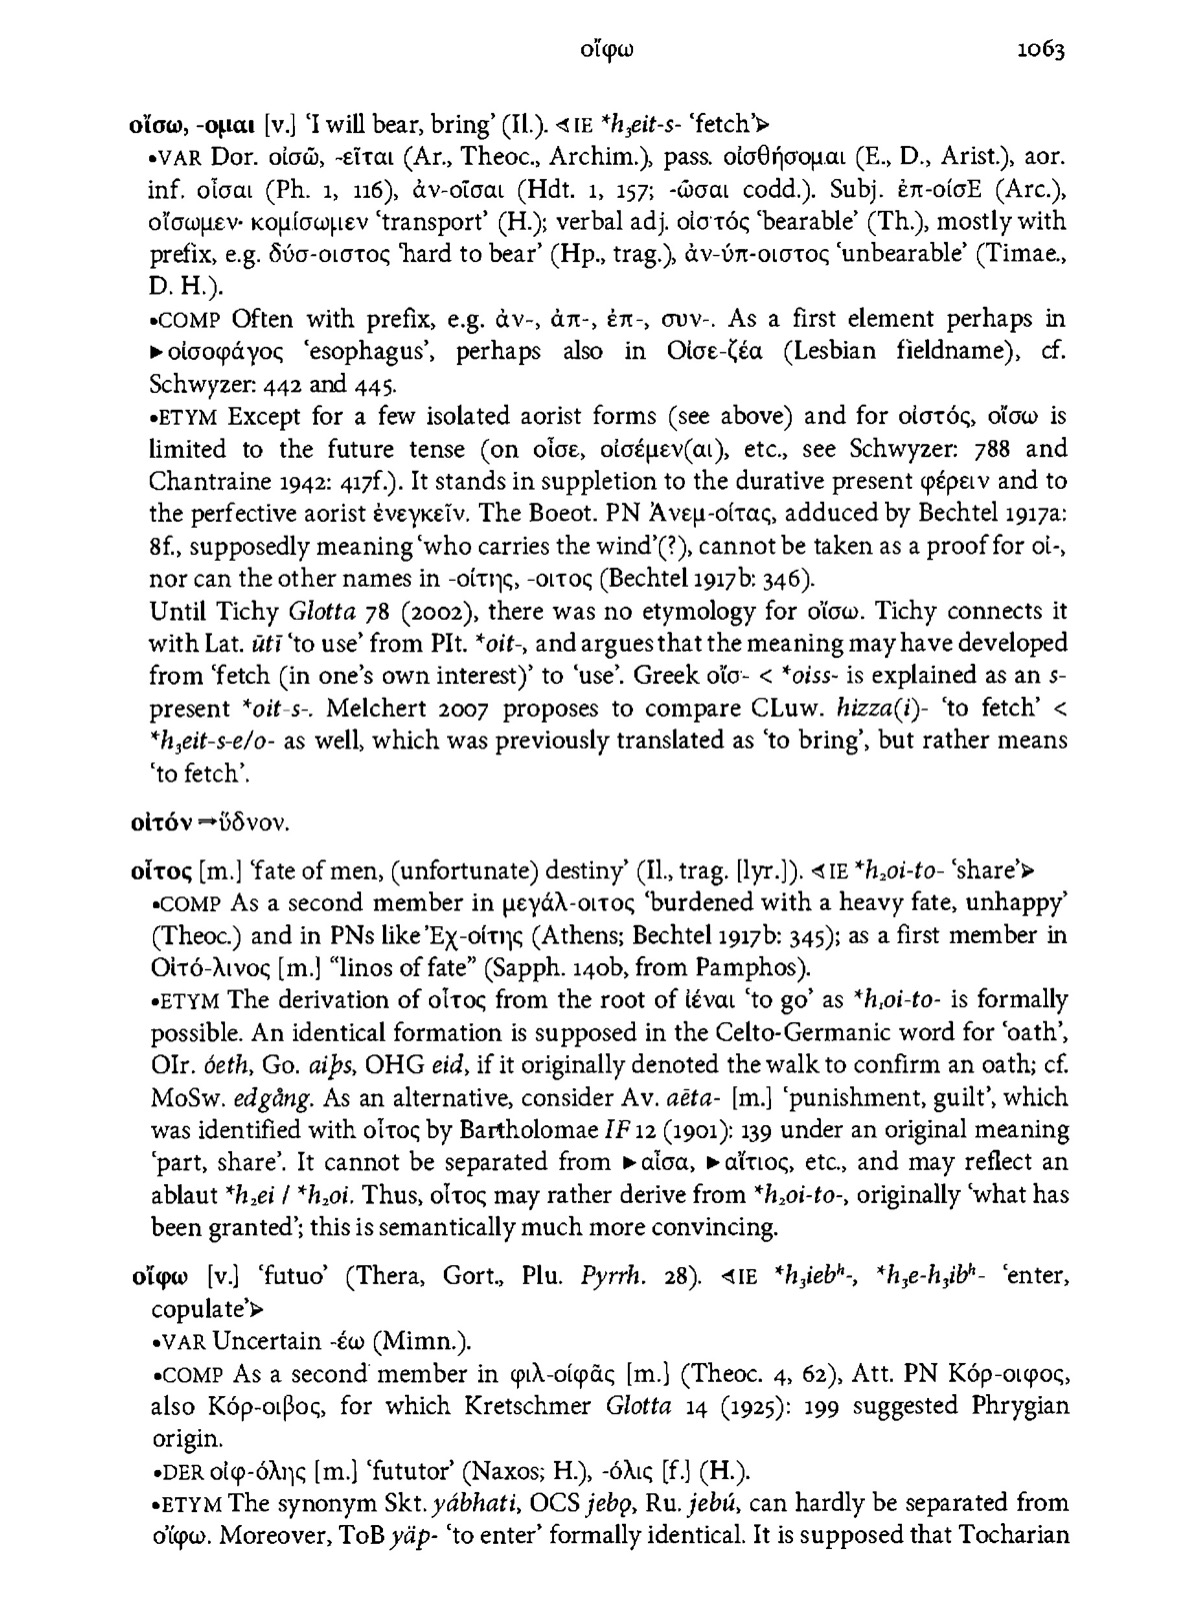 οἴφω 1063
οἴσω, -ομαι [v.] ‘I will bear, bring’ (Il.). ⊲IE *h₃eit-s- ‘fetch’⊳
•VAR Dor. οἰσῶ, -εῖται (Ar., Theoc., Archim.), pass. οἰσθήσομαι (E., D., Arist.), aor.
inf. οἶσαι (Ph. 1, 116), ἀν-οῖσαι (Hdt. 1, 157; -ῶσαι codd.). Subj. ἐπ-οίσΕ (Arc.),
οἴσωμεν· κομίσωμεν ‘transport’ (H.); verbal adj. οἰστός ‘bearable’ (Th.), mostly with
prefix, e.g. δύσ-οιστος ‘hard to bear’ (Hp., trag.), ἀν-ύπ-οιστος ‘unbearable’ (Timae.,
D. H.).
•COMP Often with prefix, e.g. ἀν-, ἀπ-, ἐπ-, συν-. As a first element perhaps in
►οἰσοφάγος ‘esophagus’, perhaps also in Οἰσε-ζέα (Lesbian fieldname), cf.
Schwyzer: 442 and 445.
•ETYM Except for a few isolated aorist forms (see above) and for οἰστός, οἴσω is
limited to the future tense (on οἶσε, οἰσέμεν(αι), etc., see Schwyzer: 788 and
Chantraine 1942: 417f.). It stands in suppletion to the durative present φέρειν and to
the perfective aorist ἐνεγκεῖν. The Boeot. PN Ἀνεμ-οίτας, adduced by Bechtel 1917a:
8f., supposedly meaning ‘who carries the wind’(?), cannot be taken as a proof for οἰ-,
nor can the other names in -οίτης, -οιτος (Bechtel 1917b: 346).
Until Tichy Glotta 78 (2002), there was no etymology for οἴσω. Tichy connects it
with Lat. ūtī ‘to use’ from PIt. *oit-, and argues that the meaning may have developed
from ‘fetch (in one’s own interest)’ to ‘use’. Greek οἴσ- < *oiss- is explained as an s-
present *oit-s-. Melchert 2007 proposes to compare CLuw. hizza(i)- ‘to fetch’ <
*h₃eit-s-e/o- as well, which was previously translated as ‘to bring’, but rather means
‘to fetch’.
οἰτόν ⇒ὕδνον.
οἶτος [m.] ‘fate of men, (unfortunate) destiny’ (Il., trag. [lyr.]). ⊲IE *h₂oi-to- ‘share’⊳
•COMP As a second member in μεγάλ-οιτος ‘burdened with a heavy fate, unhappy’
(Theoc.) and in PNs like Ἐχ-οίτης (Athens; Bechtel 1917b: 345); as a first member in
Οἰτό-λινος [m.] “linos of fate” (Sapph. 140b, from Pamphos).
•ETYM The derivation of οἶτος from the root of ἰέναι ‘to go’ as *h₁oi-to- is formally
possible. An identical formation is supposed in the Celto-Germanic word for ‘oath’,
OIr. óeth, Go. aiþs, OHG eid, if it originally denoted the walk to confirm an oath; cf.
MoSw. edgång. As an alternative, consider Av. aēta- [m.] ‘punishment, guilt’, which
was identified with οἶτος by Bartholomae IF 12 (1901): 139 under an original meaning
‘part, share’. It cannot be separated from ►αἶσα, ►αἴτιος, etc., and may reflect an
ablaut *h₂ei / *h₂oi. Thus, οἶτος may rather derive from *h₂oi-to-, originally ‘what has
been granted’; this is semantically much more convincing.
οἴφω [v.] ‘futuo’ (Thera, Gort., Plu. Pyrrh. 28). ⊲IE *h₃iebʰ-, *h₃e-h₃ibʰ- ‘enter,
copulate’⊳
•VAR Uncertain -έω (Mimn.).
•COMP As a second member in φιλ-οίφᾶς [m.] (Theoc. 4, 62), Att. PN Κόρ-οιφος,
also Κόρ-οιβος, for which Kretschmer Glotta 14 (1925): 199 suggested Phrygian
origin.
•DER οἰφ-όλης [m.] ‘fututor’ (Naxos; H.), -όλις [f.] (H.).
•ETYM The synonym Skt. yábhati, OCS jebǫ, Ru. jebú, can hardly be separated from
οἴφω. Moreover, ToB yäp- ‘to enter’ formally identical. It is supposed that Tocharian